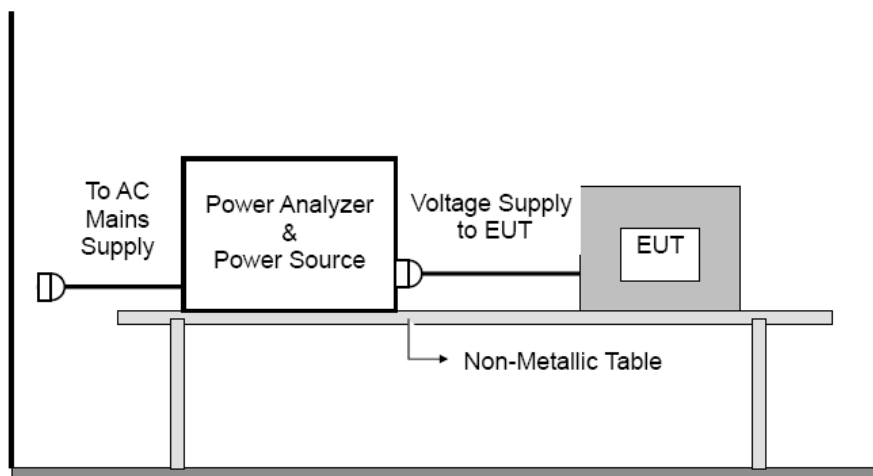 To AC
Mains
Supply
Power Analyzer
&
Power Source
Voltage Supply
to EUT
EUT
Non-Metallic Table